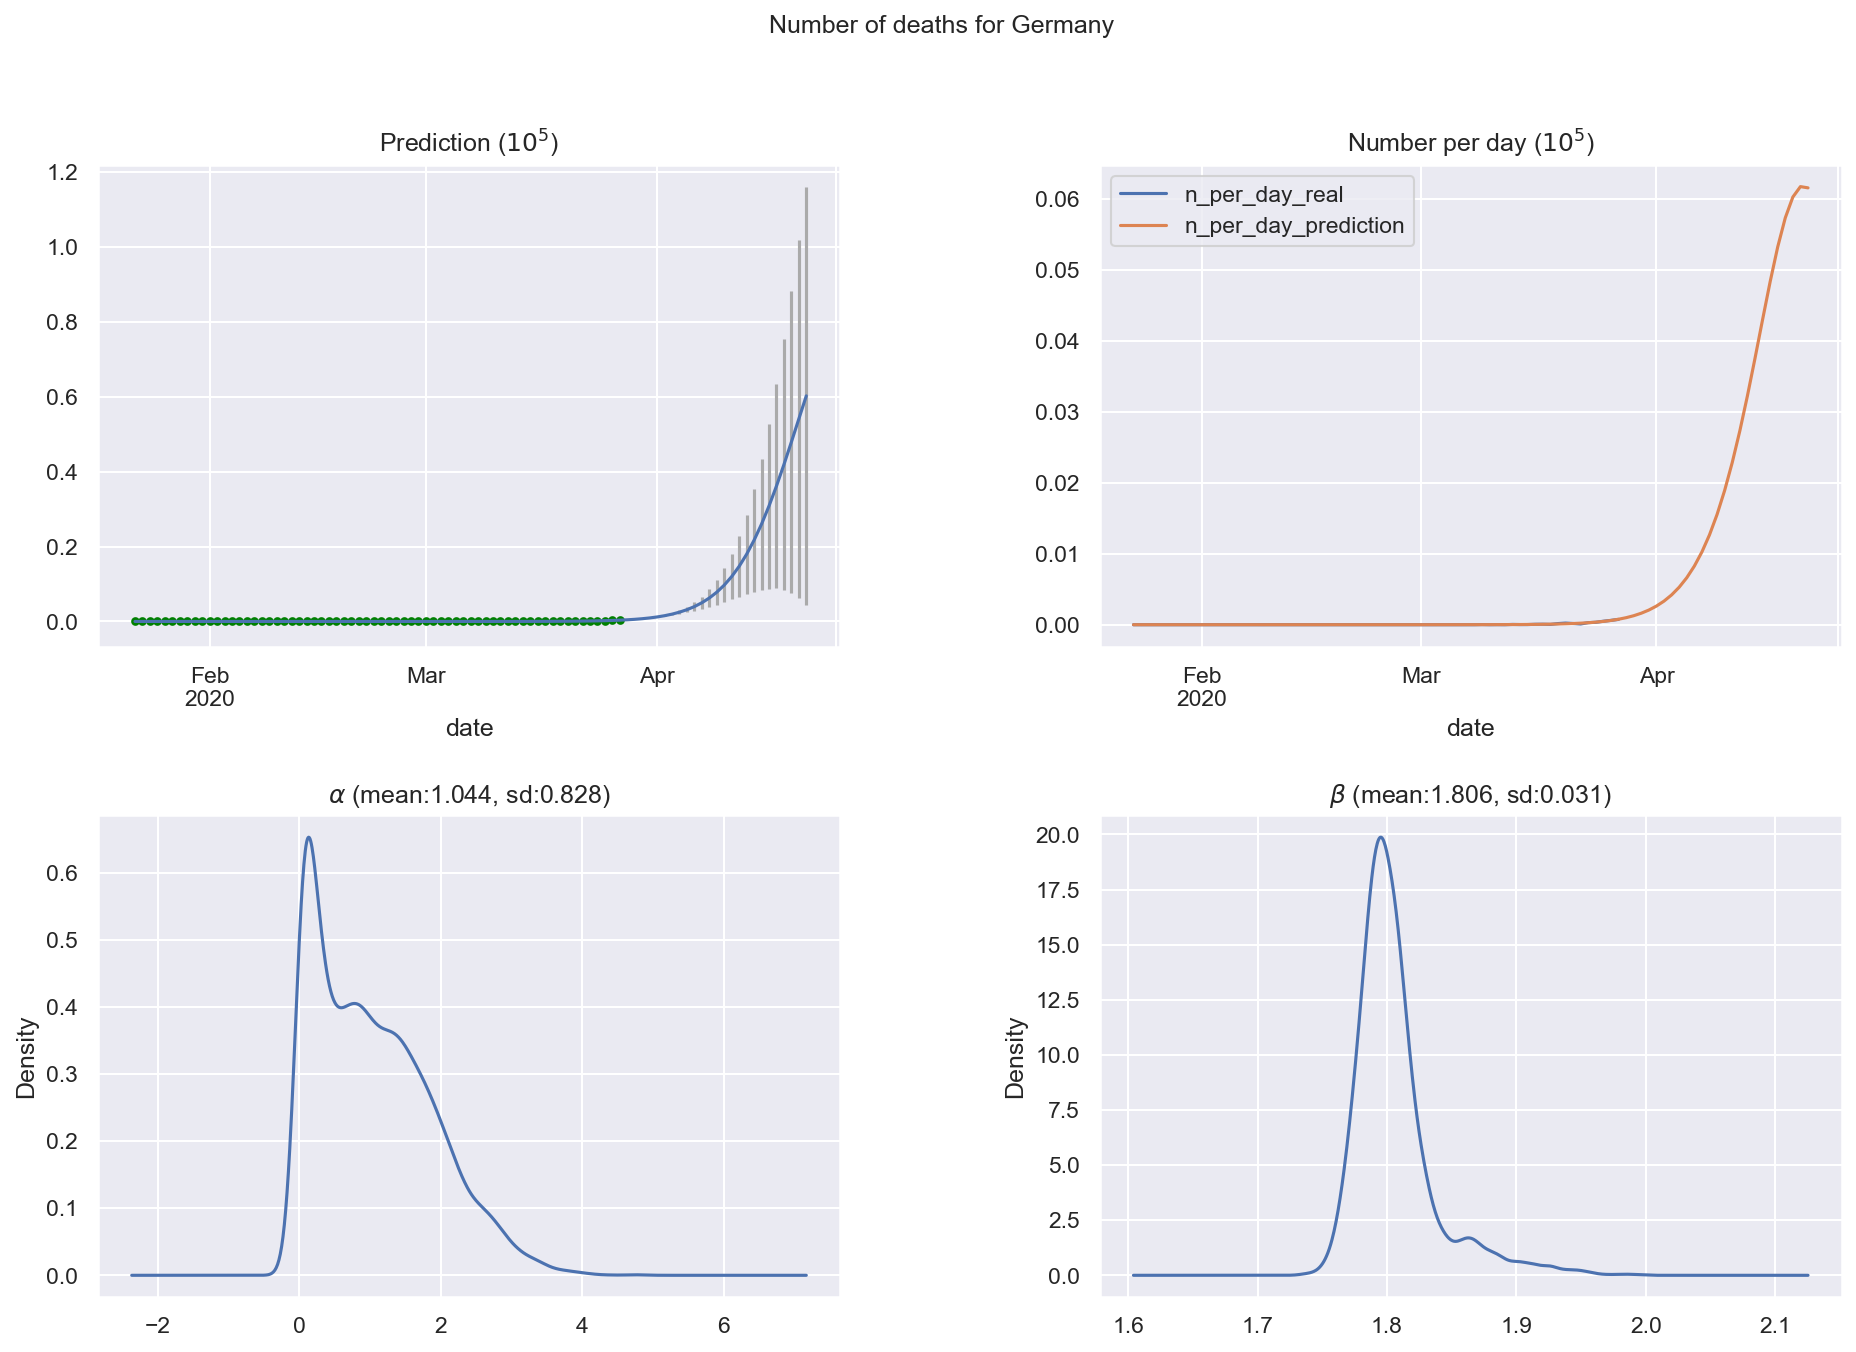 Number of deaths for Germany
Prediction (10^5)
1.2
1.0
0.8
0.6
0.4
0.2
0.0
Feb
2020
Mar
Apr
date
Number per day (10^5)
n_per_day_real
n_per_day_prediction
0.06
0.05
0.04
0.03
0.02
0.01
0.00
Feb
2020
Mar
Apr
date
α (mean:1.044, sd:0.828)
Density
0.6
0.5
0.4
0.3
0.2
0.1
0.0
−2
0
2
4
6
β (mean:1.806, sd:0.031)
Density
20.0
17.5
15.0
12.5
10.0
7.5
5.0
2.5
0.0
1.6
1.7
1.8
1.9
2.0
2.1